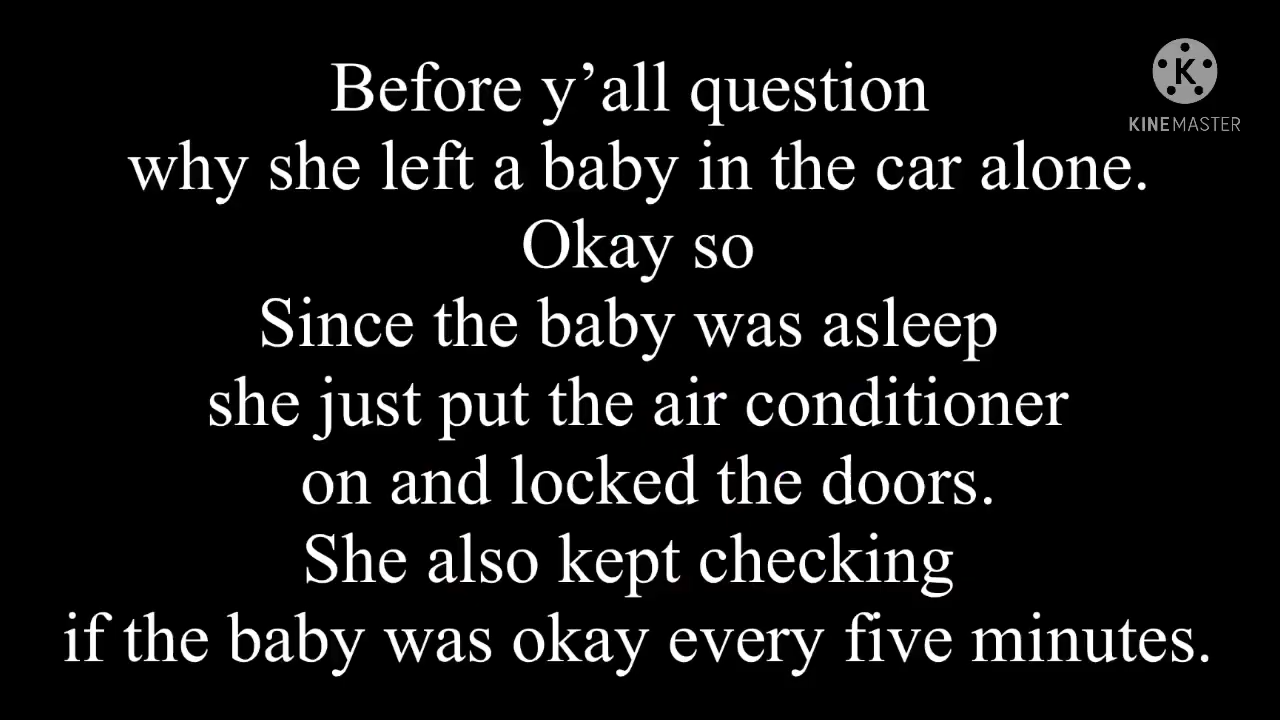 Before y’all question
why she left a baby in the car alone.
Okay so
Since the baby was asleep
she just put the air conditioner
on and locked the doors.
She also kept checking
if the baby was okay every five minutes.
K
KINEMASTER